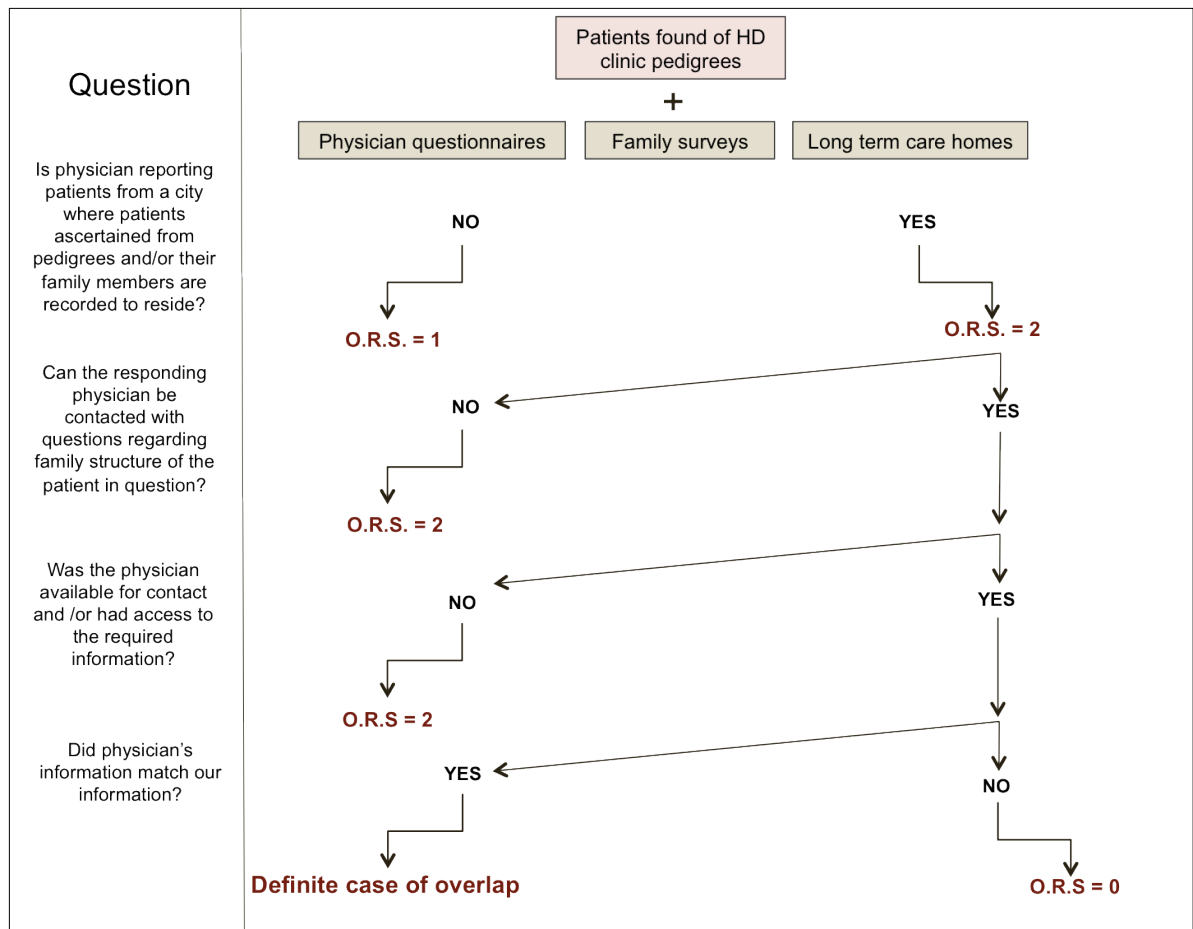 Patients found of HD
clinic pedigrees
+
Question
Physician questionnaires
Family surveys
Long term care homes
Is physician reporting
patients from a city
where patients
ascertained from
pedigrees and/or their
family members are
recorded to reside?
NO
YES
O.R.S. = 1
O.R.S. = 2
Can the responding
physician be
contacted with
questions regarding
family structure of the
patient in question?
NO
YES
O.R.S. = 2
Was the physician
available for contact
and /or had access to
the required
information?
NO
YES
O.R.S = 2
Did physician's
information match our
information?
YES
NO
Definite case of overlap
O.R.S = 0